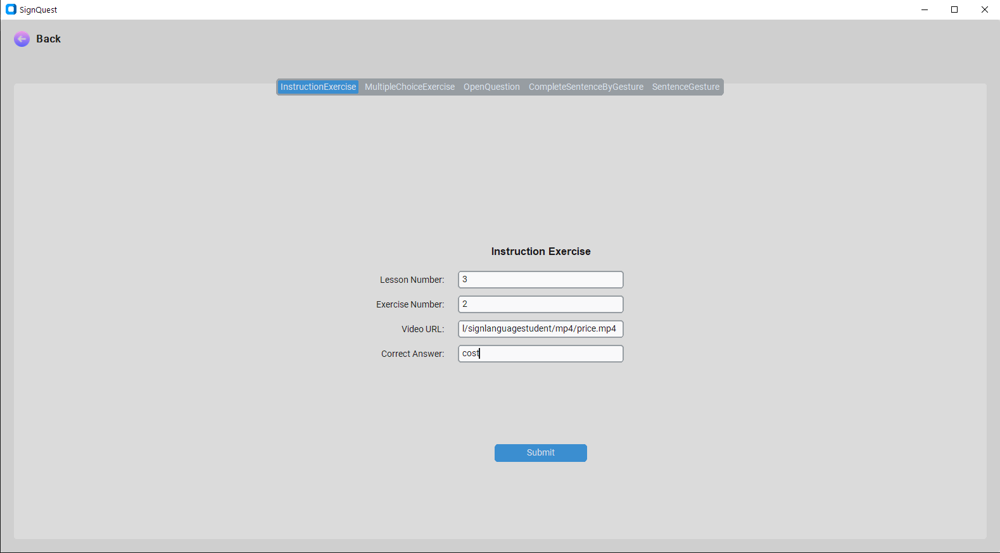 SignQuest
Back
InstructionExercise MultipleChoiceExercise OpenQuestion CompleteSentenceByGesture SentenceGesture
Instruction Exercise
Lesson Number: 3
Exercise Number: 2
Video URL: l/signlanguagestudent/mp4/price.mp4
Correct Answer: cost
Submit